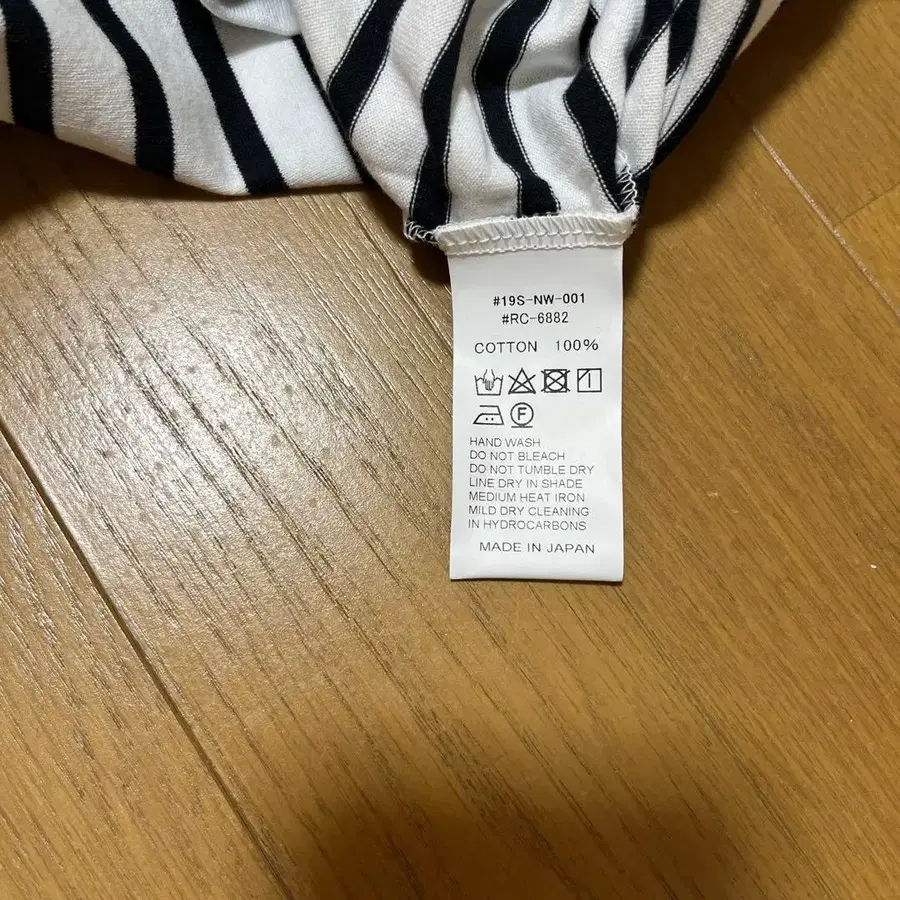 #19S-NW-001
#RC-6882
COTTON 100%
F
HAND WASH
DO NOT BLEACH
DO NOT TUMBLE DRY
LINE DRY IN SHADE
MEDIUM HEAT IRON
MILD DRY CLEANING
IN HYDROCARBONS
MADE IN JAPAN